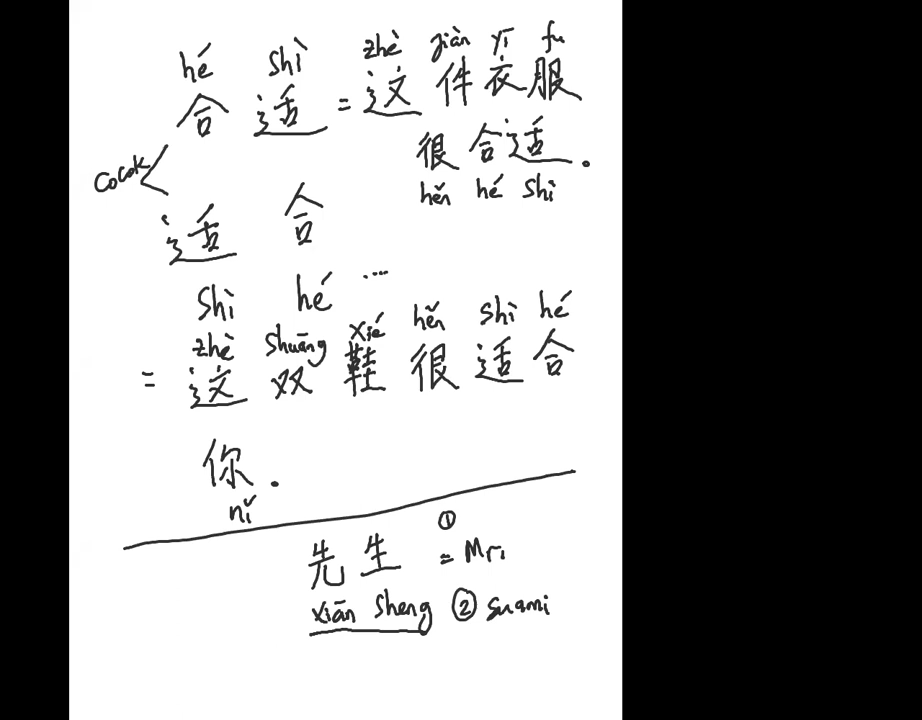 hé shì zhè jiàn yī fu
合 适 = 这 件 衣 服
很 合 适 .
hěn hé shì
cocok
适 合
shì hé ...
zhè shuāng xié hěn shì hé
= 这 双 鞋 很 适 合
你 .
nǐ
①
先 生 = Mr.
xiān sheng ② suami